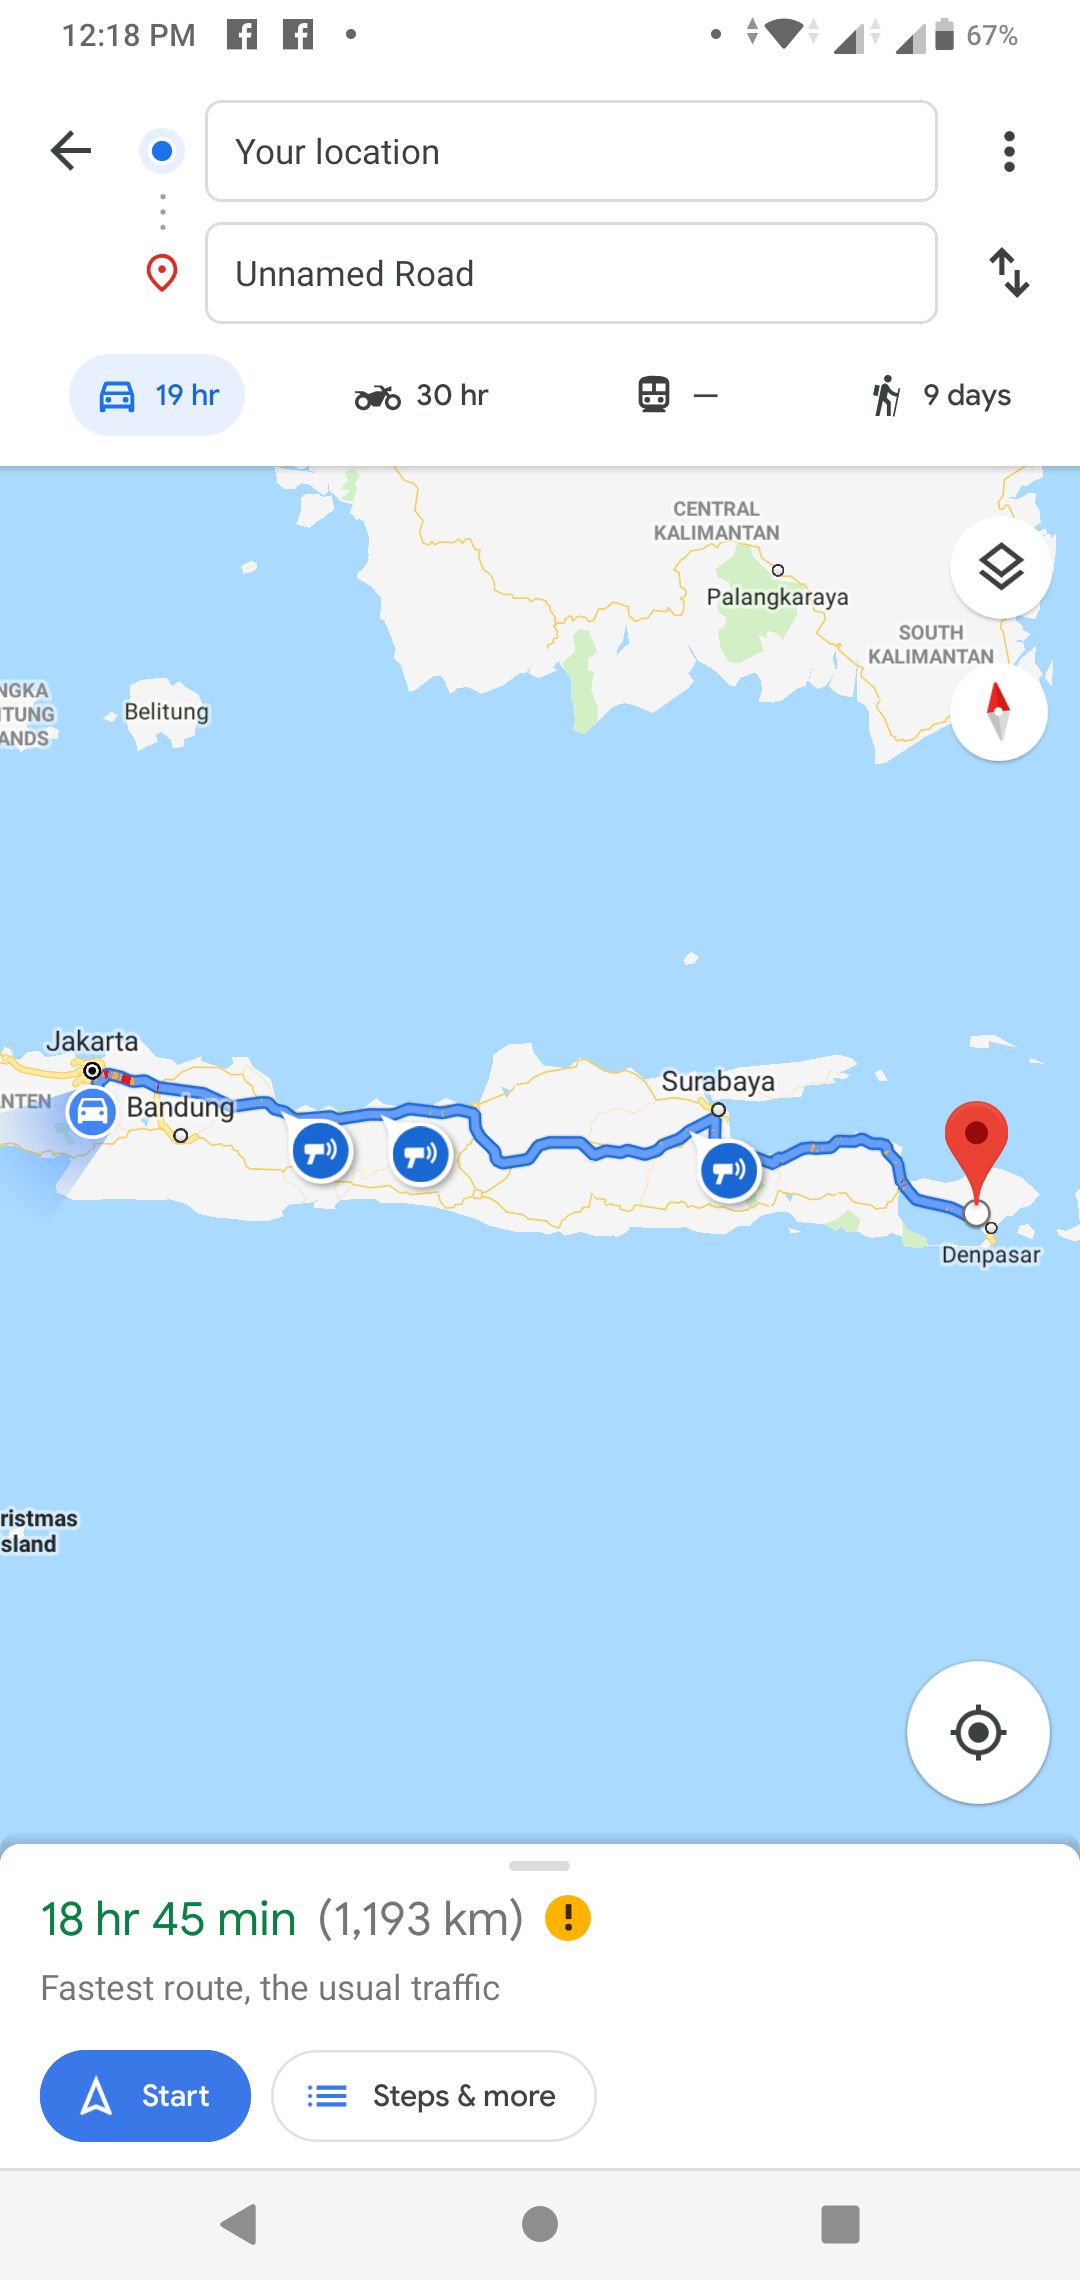 12:18 PM
67%
Your location
Unnamed Road
19 hr
30 hr
—
9 days
CENTRAL
KALIMANTAN
Palangkaraya
SOUTH
KALIMANTAN
NGKA
ITUNG
ANDS
Belitung
Jakarta
Surabaya
NTEN
Bandung
Denpasar
ristmas
sland
18 hr 45 min (1,193 km)
Fastest route, the usual traffic
Start
Steps & more